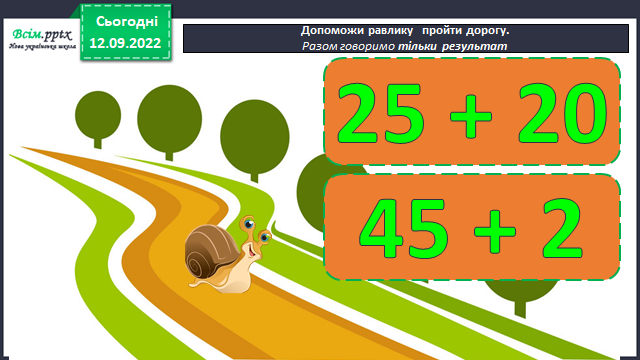 Всім.pptx
Нова українська школа
Сьогодні
12.09.2022
Допоможи равлику пройти дорогу.
Разом говоримо тільки результат
25 + 20
45 + 2